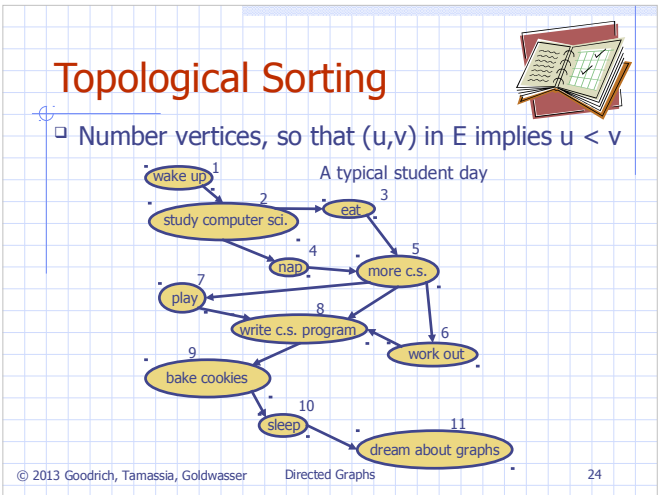 Topological Sorting
Number vertices, so that (u,v) in E implies u < v
A typical student day
wake up 1
study computer sci. 2
eat 3
nap 4
more c.s. 5
play 7
write c.s. program 8
work out 6
bake cookies 9
sleep 10
dream about graphs 11
© 2013 Goodrich, Tamassia, Goldwasser Directed Graphs 24